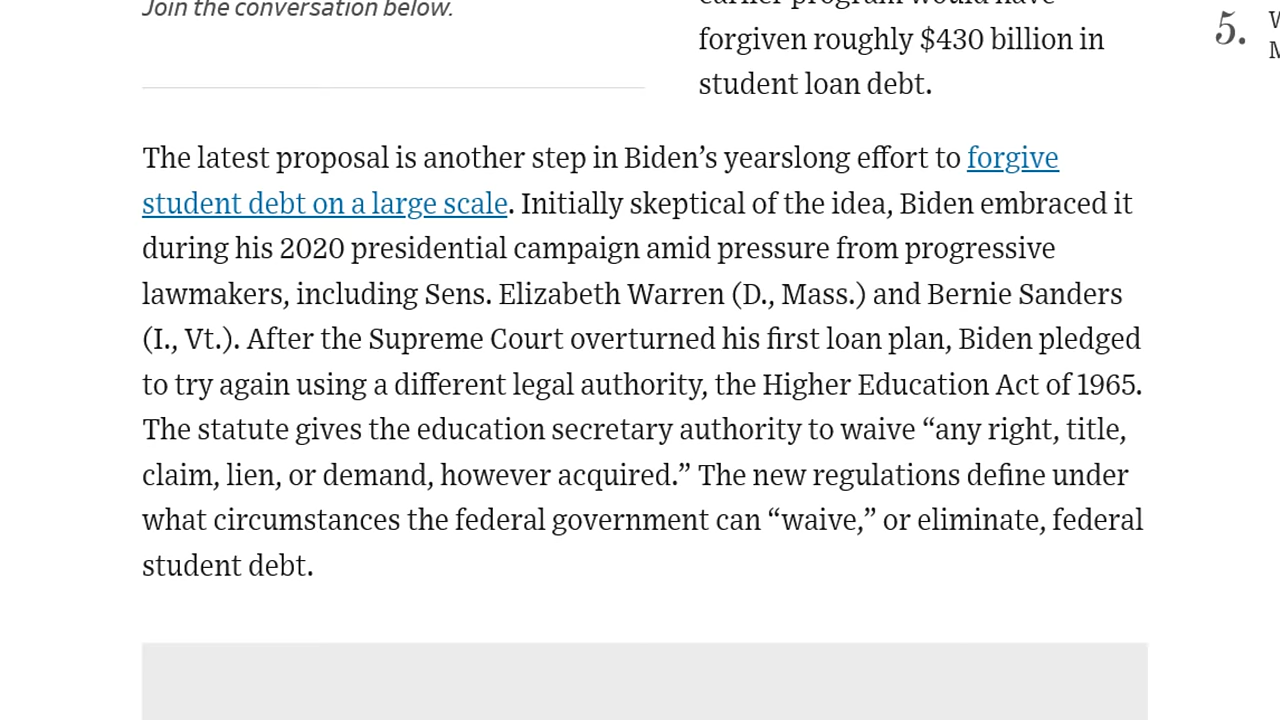 Join the conversation below.
forgiven roughly $430 billion in
student loan debt.
5.
The latest proposal is another step in Biden’s yearslong effort to forgive
student debt on a large scale. Initially skeptical of the idea, Biden embraced it
during his 2020 presidential campaign amid pressure from progressive
lawmakers, including Sens. Elizabeth Warren (D., Mass.) and Bernie Sanders
(I., Vt.). After the Supreme Court overturned his first loan plan, Biden pledged
to try again using a different legal authority, the Higher Education Act of 1965.
The statute gives the education secretary authority to waive “any right, title,
claim, lien, or demand, however acquired.” The new regulations define under
what circumstances the federal government can “waive,” or eliminate, federal
student debt.